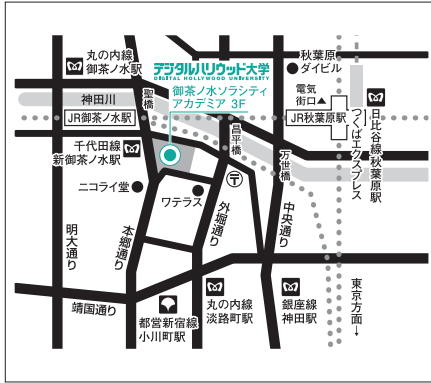 丸の内線
御茶ノ水駅
デジタルハリウッド大学
DIGITAL HOLLYWOOD UNIVERSITY
御茶ノ水ソラシティ
アカデミア 3F
秋葉原
ダイビル
電気
街口▲
神田川
聖橋
JR御茶ノ水駅
昌平橋
JR秋葉原駅
つくばエクスプレス
日比谷線秋葉原駅
千代田線
新御茶ノ水駅
万世橋
ニコライ堂
ワテラス
〒
明大通り
本郷通り
外堀通り
中央通り
靖国通り
都営新宿線
小川町駅
丸の内線
淡路町駅
銀座線
神田駅
東京方面→